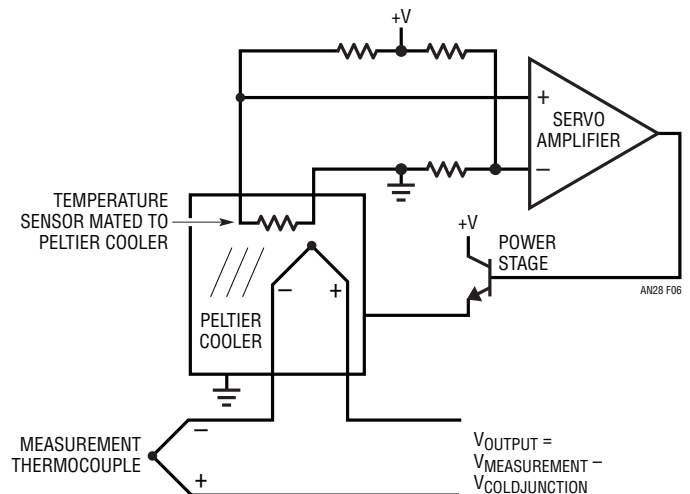 +V
+
SERVO
AMPLIFIER
–
TEMPERATURE
SENSOR MATED TO
PELTIER COOLER
+V
POWER
STAGE
AN28 F06
–
+
PELTIER
COOLER
MEASUREMENT
THERMOCOUPLE
–
+
VOUTPUT =
VMEASUREMENT –
VCOLDJUNCTION